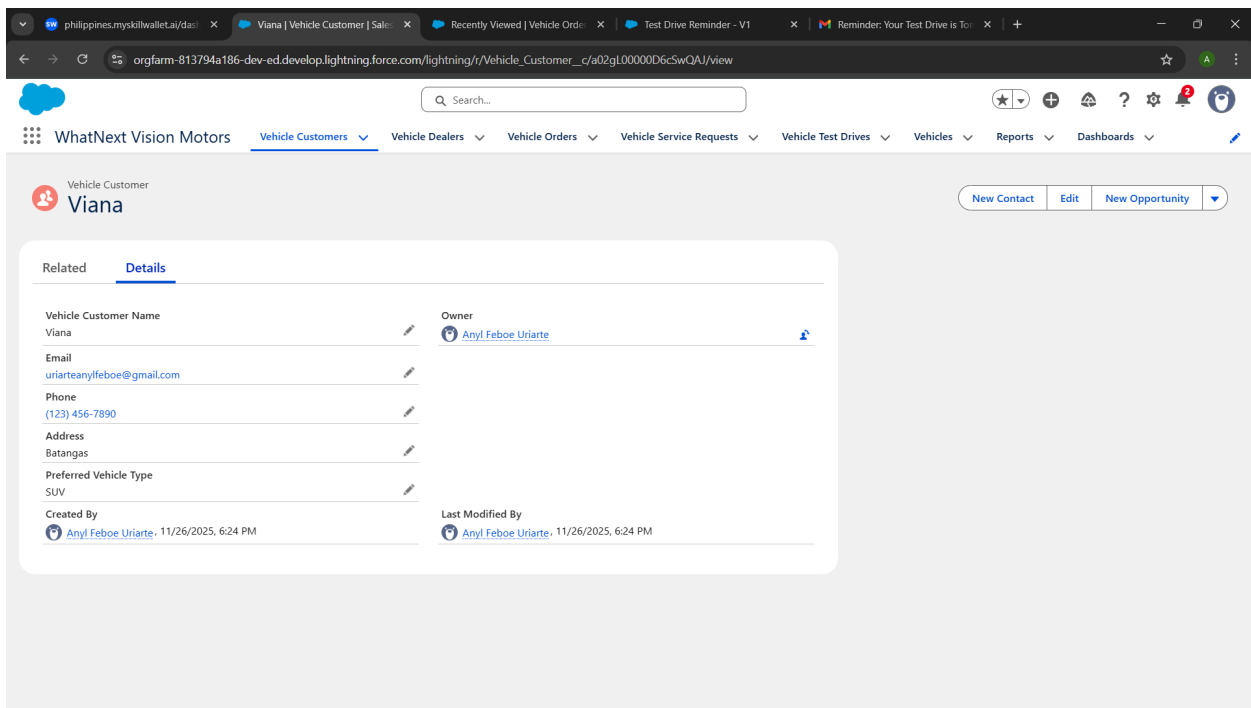 philippines.myskillwallet.ai/dash
Viana | Vehicle Customer | Sales
Recently Viewed | Vehicle Order
Test Drive Reminder - V1
Reminder: Your Test Drive is Tor
orgfarm-813794a186-dev-ed.develop.lightning.force.com/lightning/r/Vehicle_Customer__c/a02gL00000D6cSwQAJ/view
A
Search...
2
WhatNext Vision Motors
Vehicle Customers
Vehicle Dealers
Vehicle Orders
Vehicle Service Requests
Vehicle Test Drives
Vehicles
Reports
Dashboards
Vehicle Customer
Viana
New Contact
Edit
New Opportunity
Related
Details
Vehicle Customer Name
Viana
Owner
Anyl Feboe Uriarte
Email
uriarteanylfeboe@gmail.com
Phone
(123) 456-7890
Address
Batangas
Preferred Vehicle Type
SUV
Created By
Anyl Feboe Uriarte, 11/26/2025, 6:24 PM
Last Modified By
Anyl Feboe Uriarte, 11/26/2025, 6:24 PM